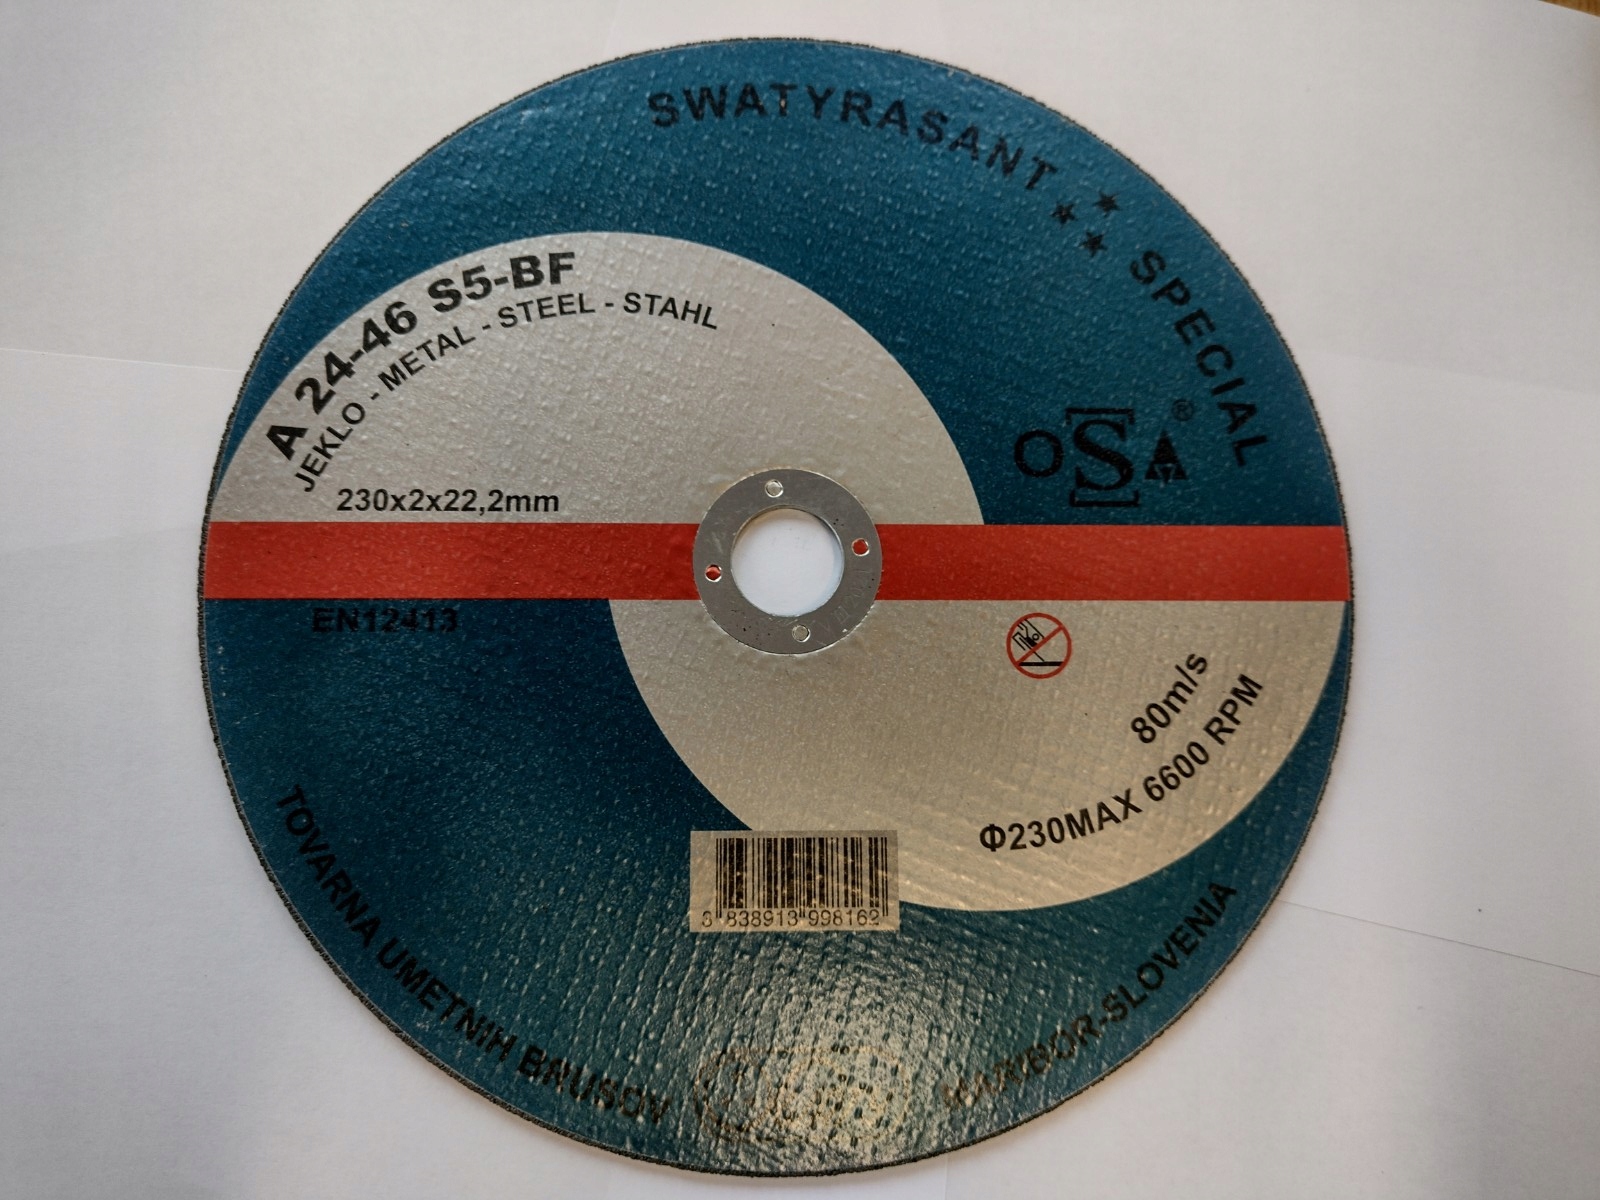 SWATYRASANT SPECIAL
A 24-46 S5-BF
JEKLO - METAL - STEEL - STAHL
230x2x22,2mm
OSA®
EN12413
80m/s
Φ230MAX 6600 RPM
3 838913 998162
TOVARNA UMETNIH BRUSOV
MARIBOR-SLOVENIA